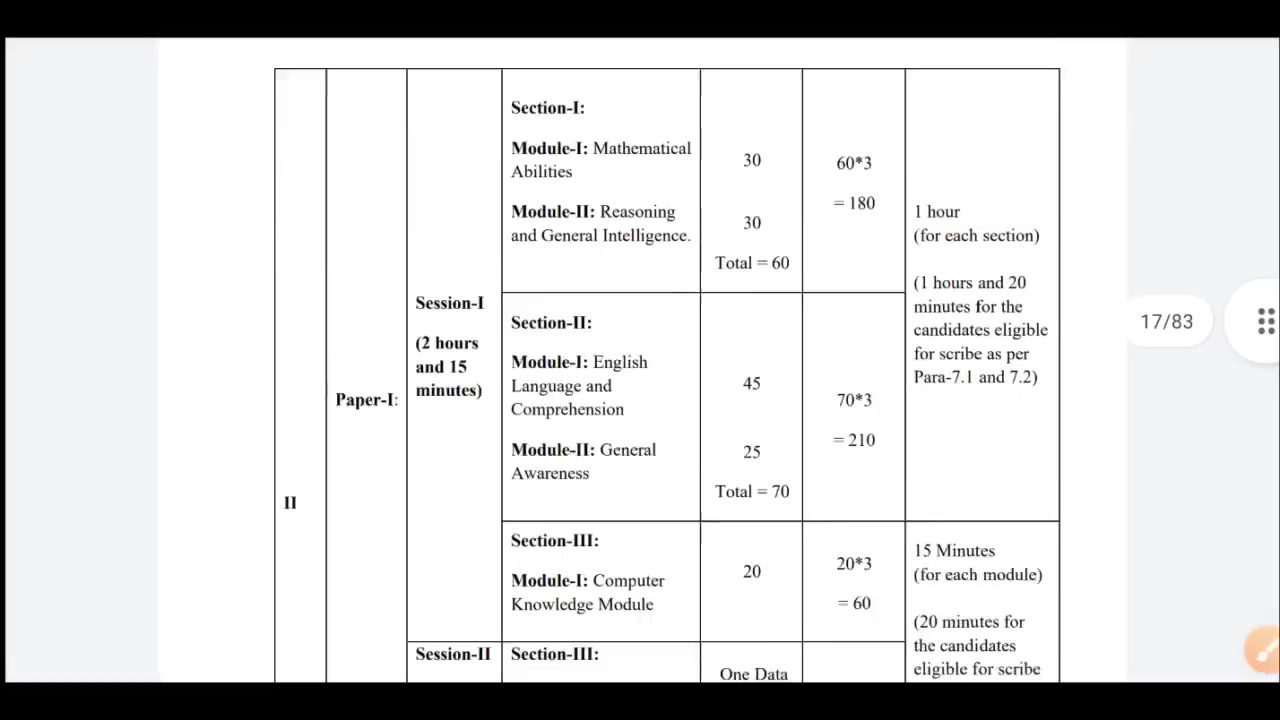 II
Paper-I:
Session-I
(2 hours
and 15
minutes)
Section-I:
Module-I: Mathematical
Abilities
Module-II: Reasoning
and General Intelligence.
30
30
Total = 60
60*3
= 180
1 hour
(for each section)
(1 hours and 20
minutes for the
candidates eligible
for scribe as per
Para-7.1 and 7.2)
Section-II:
Module-I: English
Language and
Comprehension
Module-II: General
Awareness
45
25
Total = 70
70*3
= 210
Section-III:
Module-I: Computer
Knowledge Module
20
20*3
= 60
15 Minutes
(for each module)
(20 minutes for
the candidates
eligible for scribe
Session-II
Section-III:
One Data
17/83